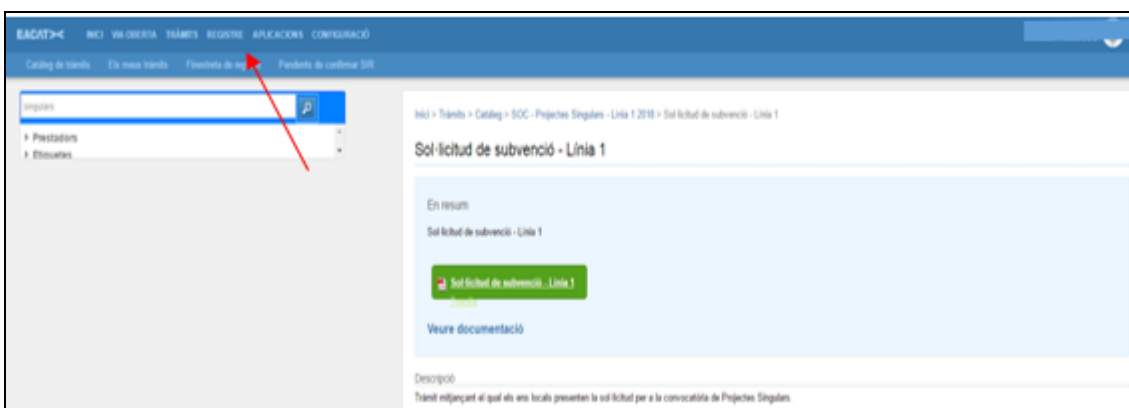 EACAT
INICI VIA OBERTA TRÀMITS REGISTRE APLICACIONS CONFIGURACIÓ
Catàleg de tràmits Els meus tràmits Finestreta de Pendents de confirmar SIR
singulars
Prestadors
Etiquetes
Inici > Tràmits > Catàleg > SOC - Projectes Singulars - Línia 1 2018 > Sol·licitud de subvenció - Línia 1
Sol·licitud de subvenció - Línia 1
En resum
Sol·licitud de subvenció - Línia 1
Sol·licitud de subvenció - Línia 1
Veure documentació
Descripció
Tràmit mitjançant el qual els ens locals presenten la sol·licitud per a la convocatòria de Projectes Singulars.